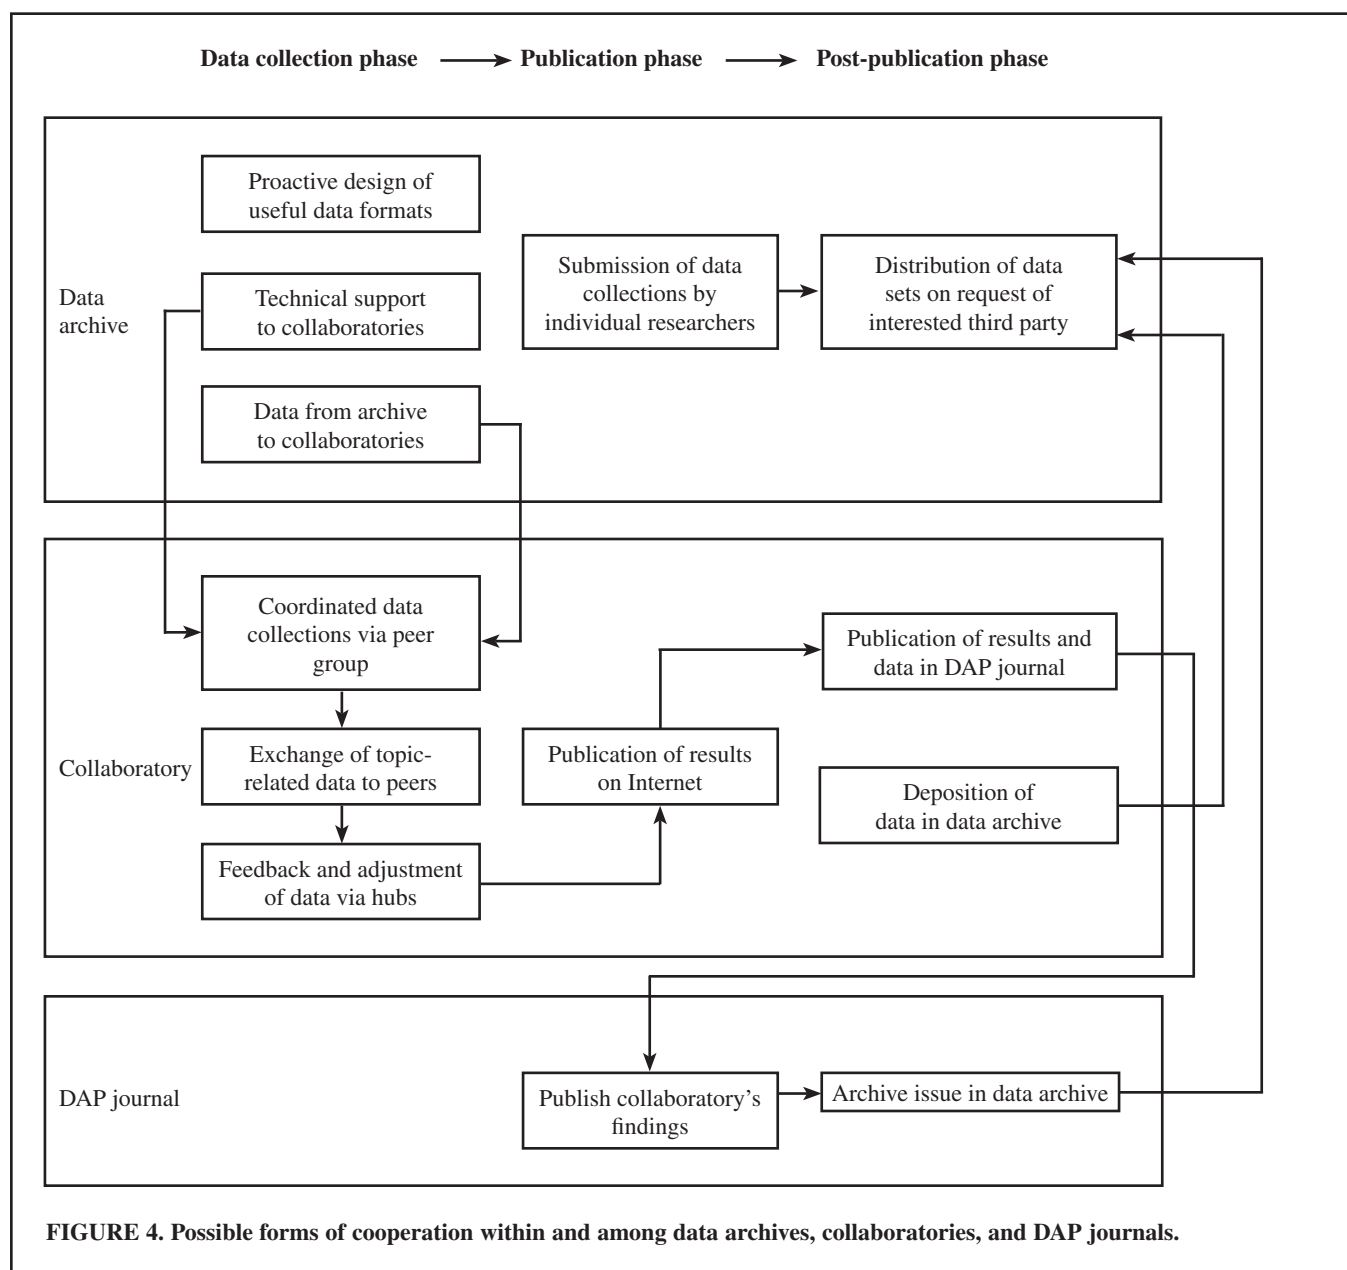 Data collection phase Publication phase Post-publication phase
Data
archive
Proactive design of
useful data formats
Technical support
to collaboratories
Data from archive
to collaboratories
Submission of data
collections by
individual researchers
Distribution of data
sets on request of
interested third party
Collaboratory
Coordinated data
collections via peer
group
Exchange of topic-
related data to peers
Feedback and adjustment
of data via hubs
Publication of results
on Internet
Publication of results and
data in DAP journal
Deposition of
data in data archive
DAP journal
Publish collaboratory's
findings
Archive issue in data archive
FIGURE 4. Possible forms of cooperation within and among data archives, collaboratories, and DAP journals.